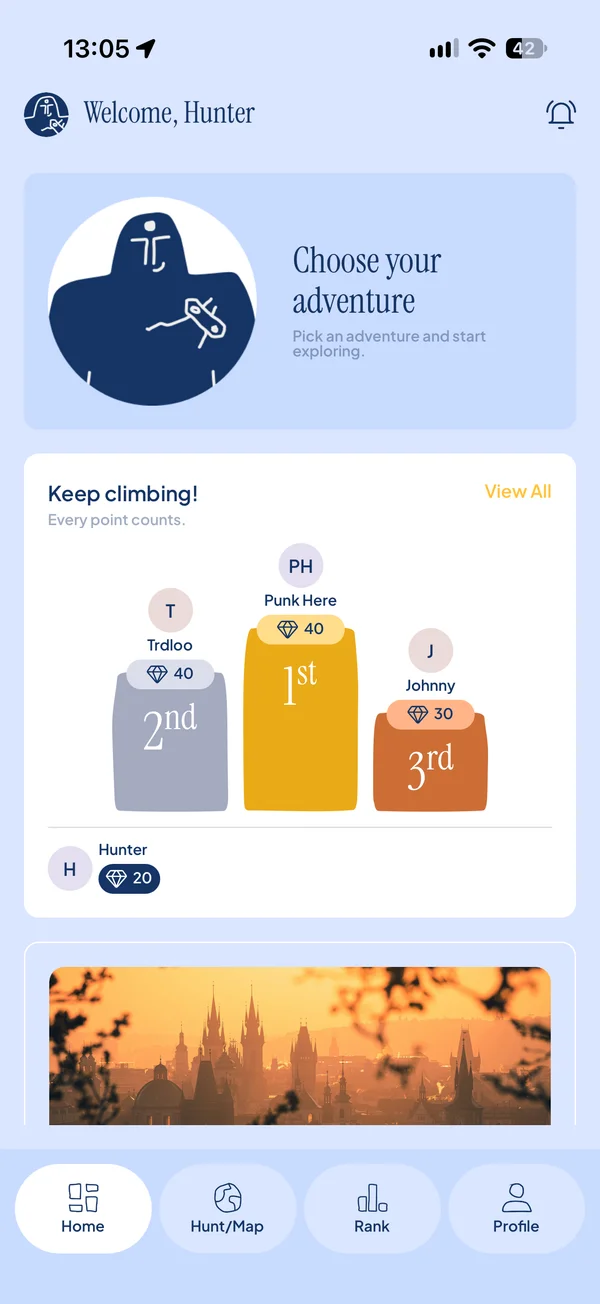 13:05
42
Welcome, Hunter
Choose your
adventure
Pick an adventure and start
exploring.
Keep climbing!
View All
Every point counts.
PH
Punk Here
40
1st
T
Trdloo
40
2nd
J
Johnny
30
3rd
H
Hunter
20
Home
Hunt/Map
Rank
Profile